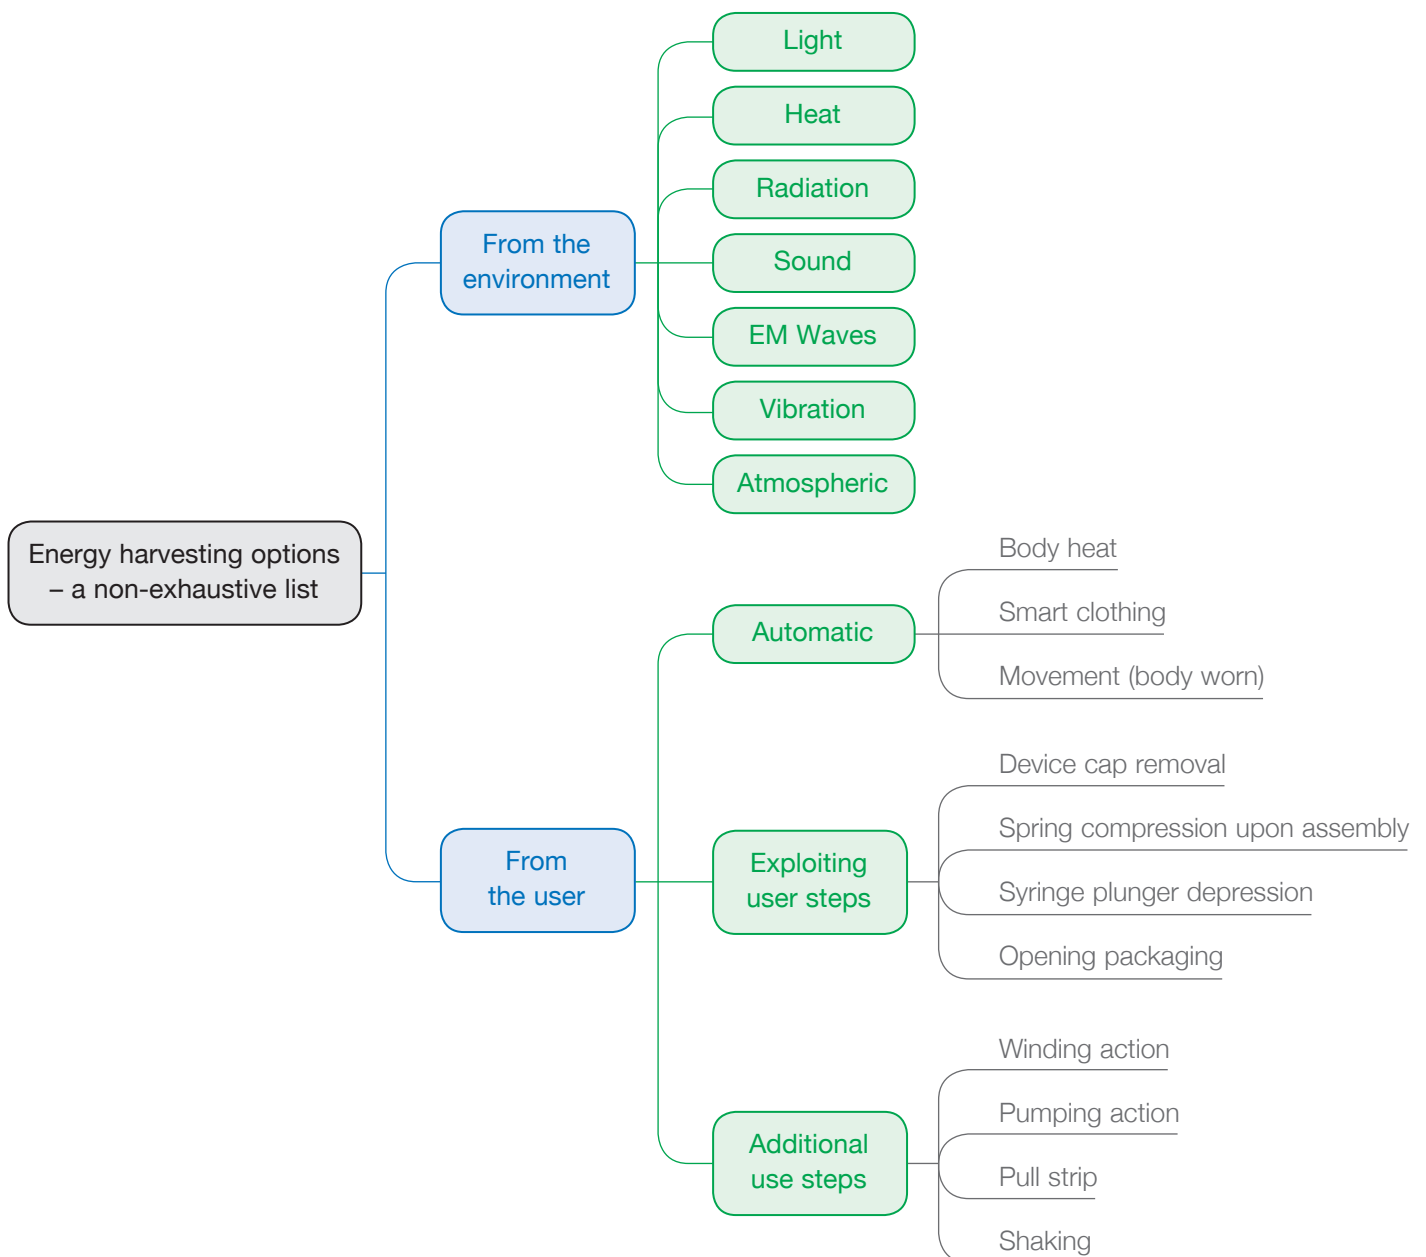 Light
Heat
Radiation
From the
environment
Sound
EM Waves
Vibration
Atmospheric
Energy harvesting options
– a non-exhaustive list
Automatic
Body heat
Smart clothing
Movement (body worn)
From
the user
Exploiting
user steps
Device cap removal
Spring compression upon assembly
Syringe plunger depression
Opening packaging
Additional
use steps
Winding action
Pumping action
Pull strip
Shaking